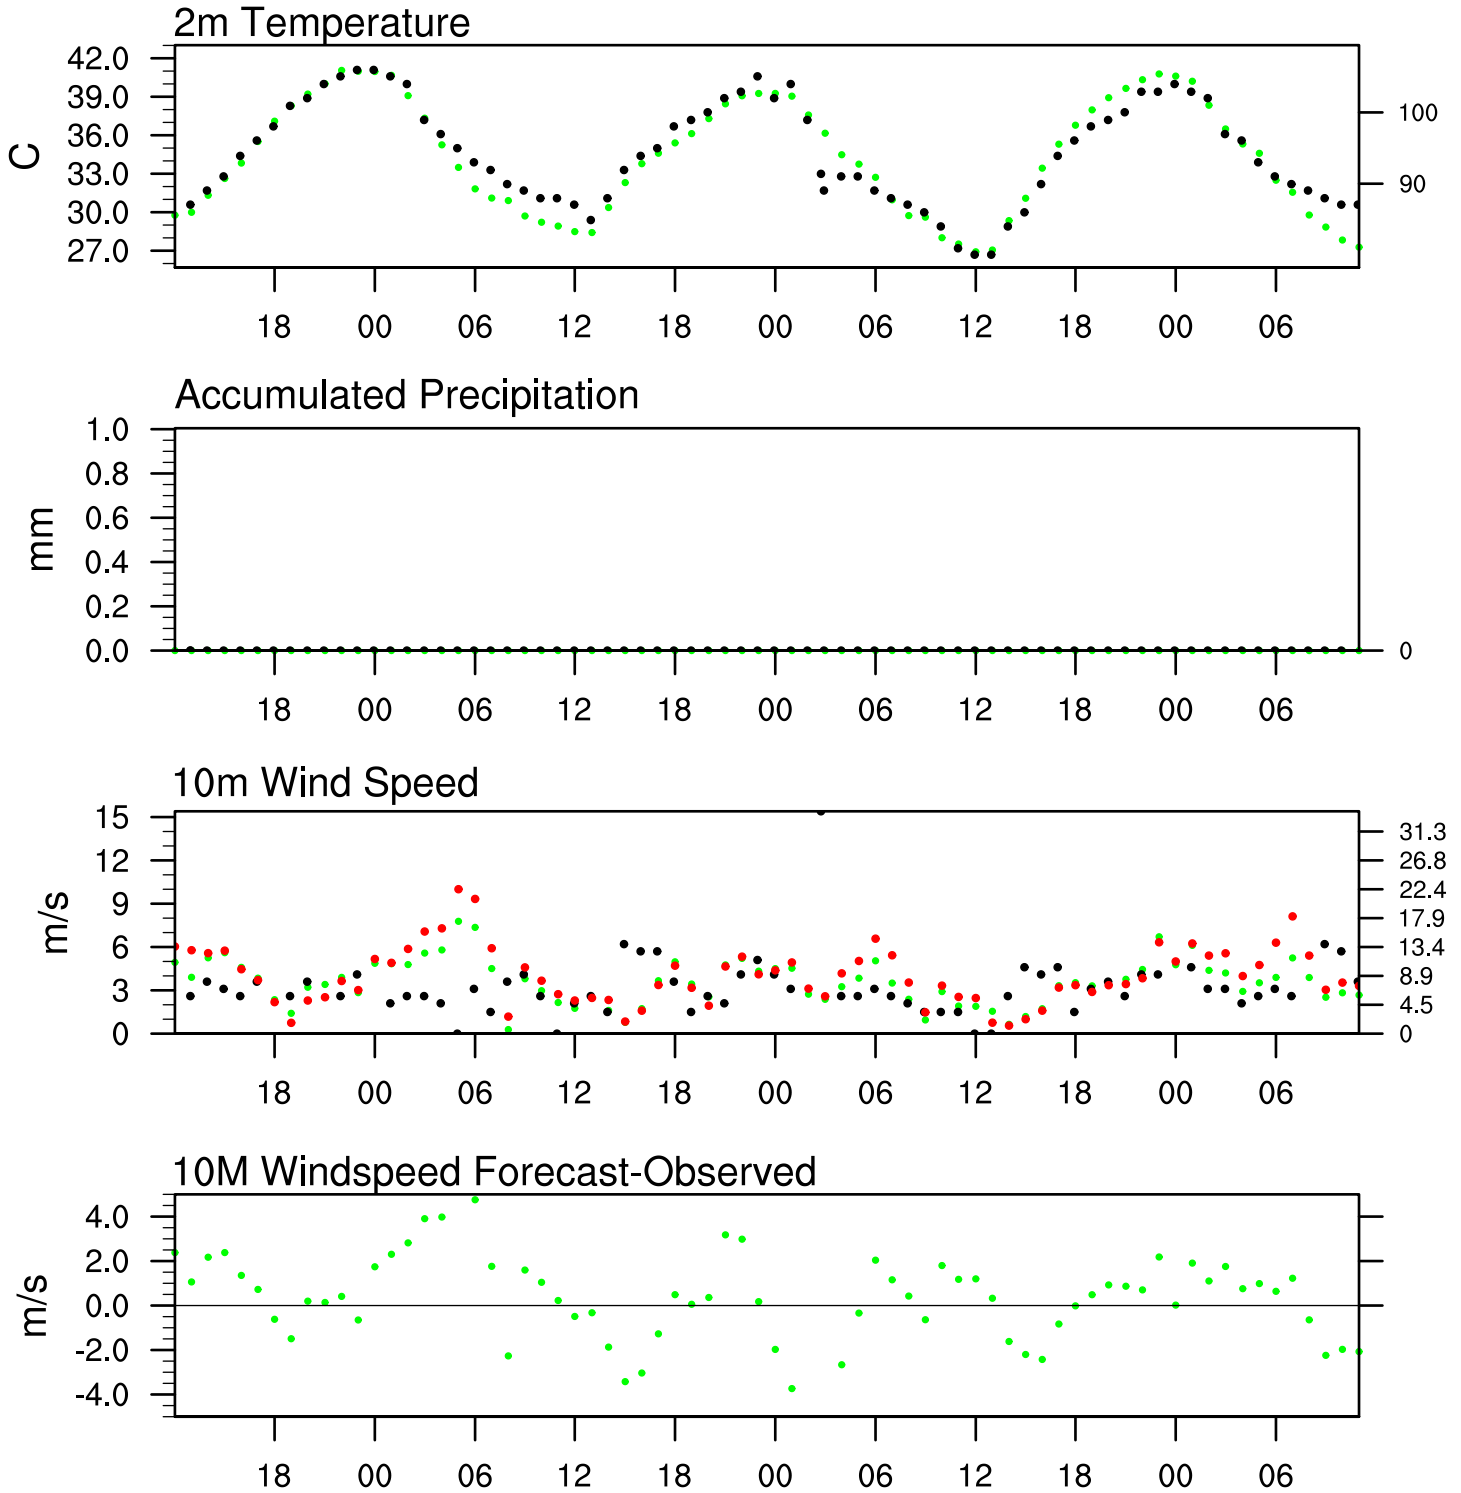 2m Temperature
42.0
39.0
36.0
33.0
30.0
27.0
C
100
90
18 00 06 12 18 00 06 12 18 00 06
Accumulated Precipitation
1.0
0.8
0.6
0.4
0.2
0.0
mm
0
18 00 06 12 18 00 06 12 18 00 06
10m Wind Speed
15
12
9
6
3
0
m/s
31.3
26.8
22.4
17.9
13.4
8.9
4.5
0
18 00 06 12 18 00 06 12 18 00 06
10M Windspeed Forecast-Observed
4.0
2.0
0.0
-2.0
-4.0
m/s
18 00 06 12 18 00 06 12 18 00 06